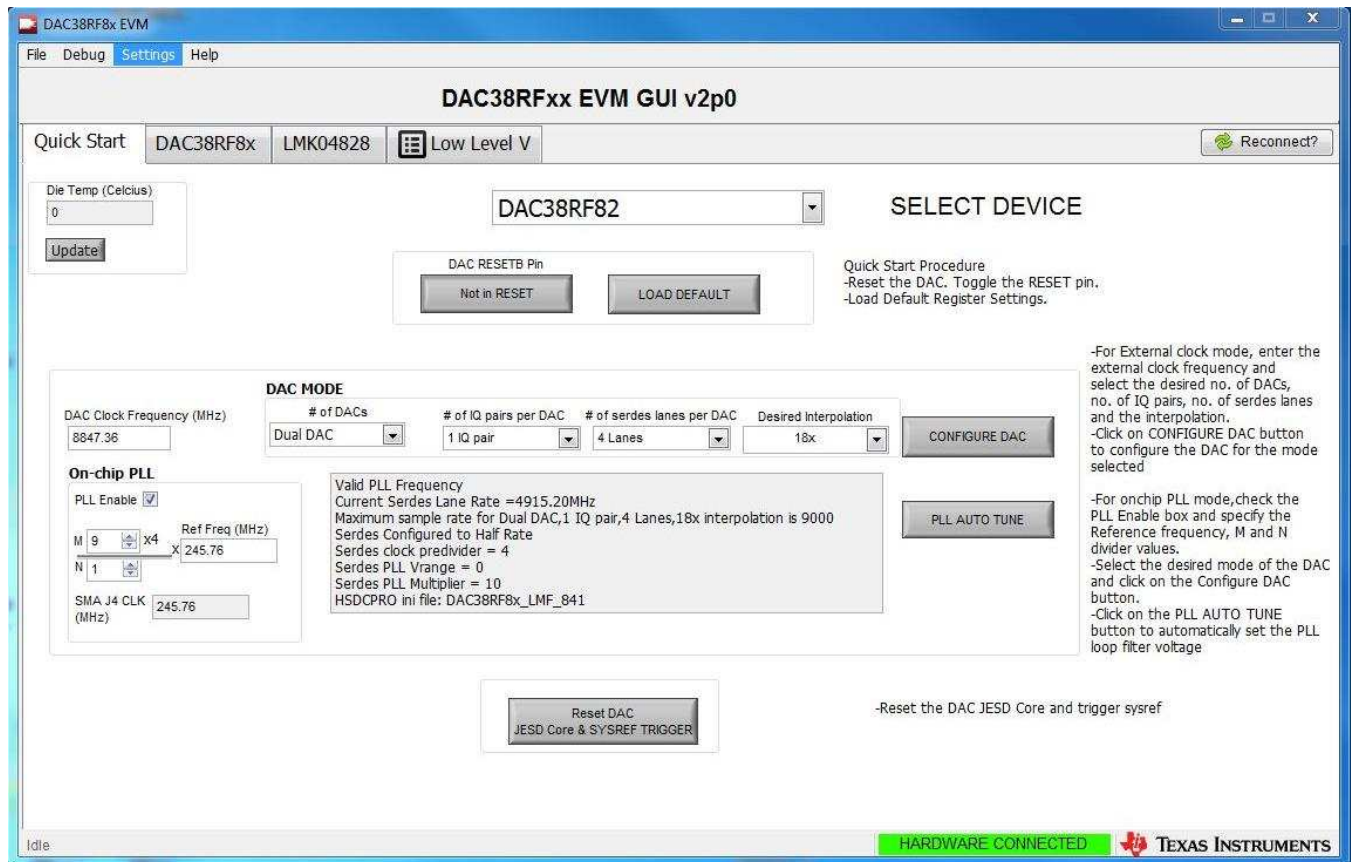 DAC38RF8x EVM
File Debug Settings Help
DAC38RFxx EVM GUI v2p0
Quick Start DAC38RF8x LMK04828 Low Level V
Reconnect?
Die Temp (Celcius)
0
Update
DAC38RF82
SELECT DEVICE
DAC RESETB Pin
Not in RESET
LOAD DEFAULT
Quick Start Procedure
-Reset the DAC. Toggle the RESET pin.
-Load Default Register Settings.
DAC Clock Frequency (MHz)
8847.36
DAC MODE
# of DACs
Dual DAC
# of IQ pairs per DAC
1 IQ pair
# of serdes lanes per DAC
4 Lanes
Desired Interpolation
18x
CONFIGURE DAC
On-chip PLL
PLL Enable
M 9 x4
N 1
X
Ref Freq (MHz)
245.76
SMA J4 CLK
(MHz)
245.76
Valid PLL Frequency
Current Serdes Lane Rate =4915.20MHz
Maximum sample rate for Dual DAC,1 IQ pair,4 Lanes,18x interpolation is 9000
Serdes Configured to Half Rate
Serdes clock predivider = 4
Serdes PLL Vrange = 0
Serdes PLL Multiplier = 10
HSDCPRO ini file: DAC38RF8x_LMF_841
PLL AUTO TUNE
-For External clock mode, enter the
external clock frequency and
select the desired no. of DACs,
no. of IQ pairs, no. of serdes lanes
and the interpolation.
-Click on CONFIGURE DAC button
to configure the DAC for the mode
selected
-For onchip PLL mode,check the
PLL Enable box and specify the
Reference frequency, M and N
divider values.
-Select the desired mode of the DAC
and click on the Configure DAC
button.
-Click on the PLL AUTO TUNE
button to automatically set the PLL
loop filter voltage
Reset DAC
JESD Core & SYSREF TRIGGER
-Reset the DAC JESD Core and trigger sysref
Idle
HARDWARE CONNECTED
TEXAS INSTRUMENTS